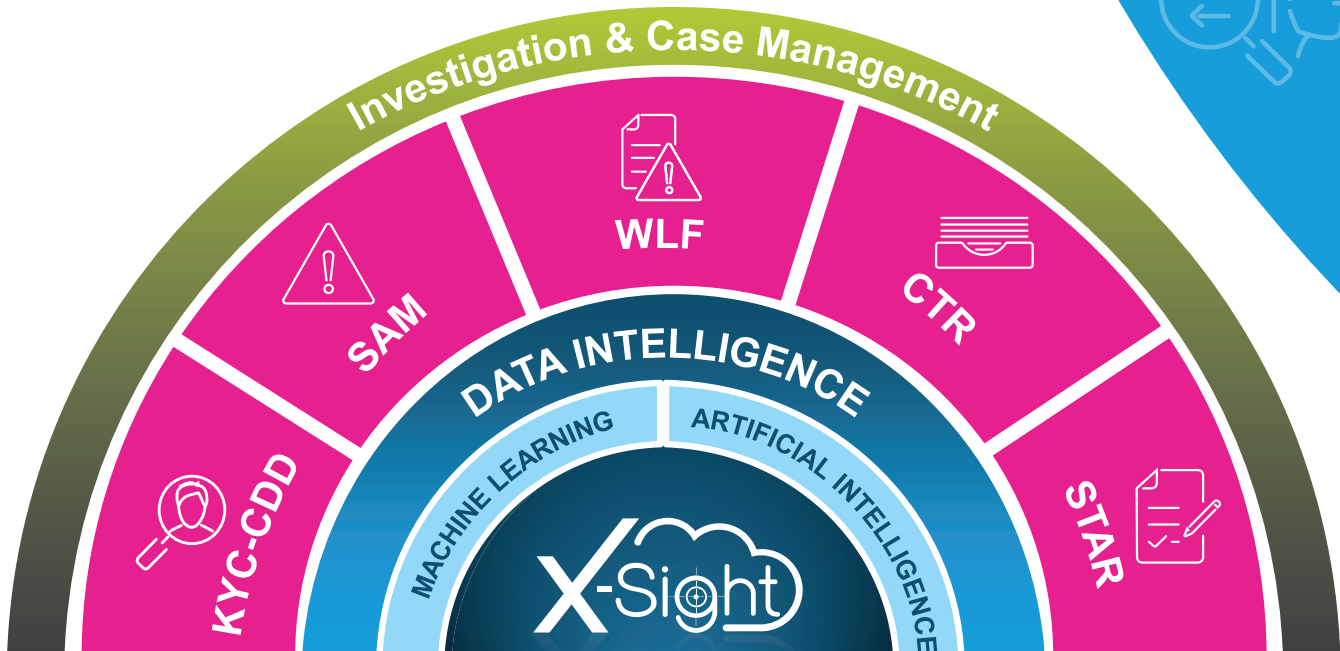 Investigation & Case Management
KYC-CDD
SAM
WLF
CTR
STAR
DATA INTELLIGENCE
MACHINE LEARNING
ARTIFICIAL INTELLIGENCE
X-Sight